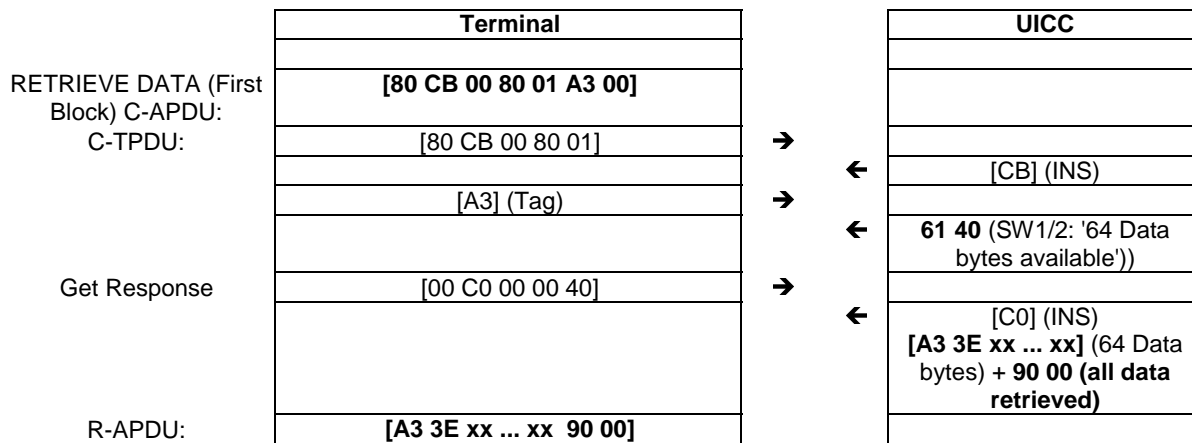 Terminal UICC
RETRIEVE DATA (First [80 CB 00 80 01 A3 00]
Block) C-APDU:
C-TPDU: [80 CB 00 80 01] ➔
🡰 [CB] (INS)
[A3] (Tag) ➔
🡰 61 40 (SW1/2: '64 Data
bytes available'))
Get Response [00 C0 00 00 40] ➔
🡰 [C0] (INS)
[A3 3E xx ... xx] (64 Data
bytes) + 90 00 (all data
retrieved)
R-APDU: [A3 3E xx ... xx 90 00]